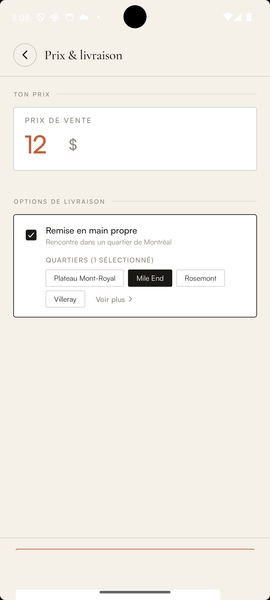 Prix & livraison
TON PRIX
PRIX DE VENTE
12 $
OPTIONS DE LIVRAISON
Remise en main propre
Rencontre dans un quartier de Montréal
QUARTIERS (1 SÉLECTIONNÉ)
Plateau Mont-Royal Mile End Rosemont
Villeray Voir plus >